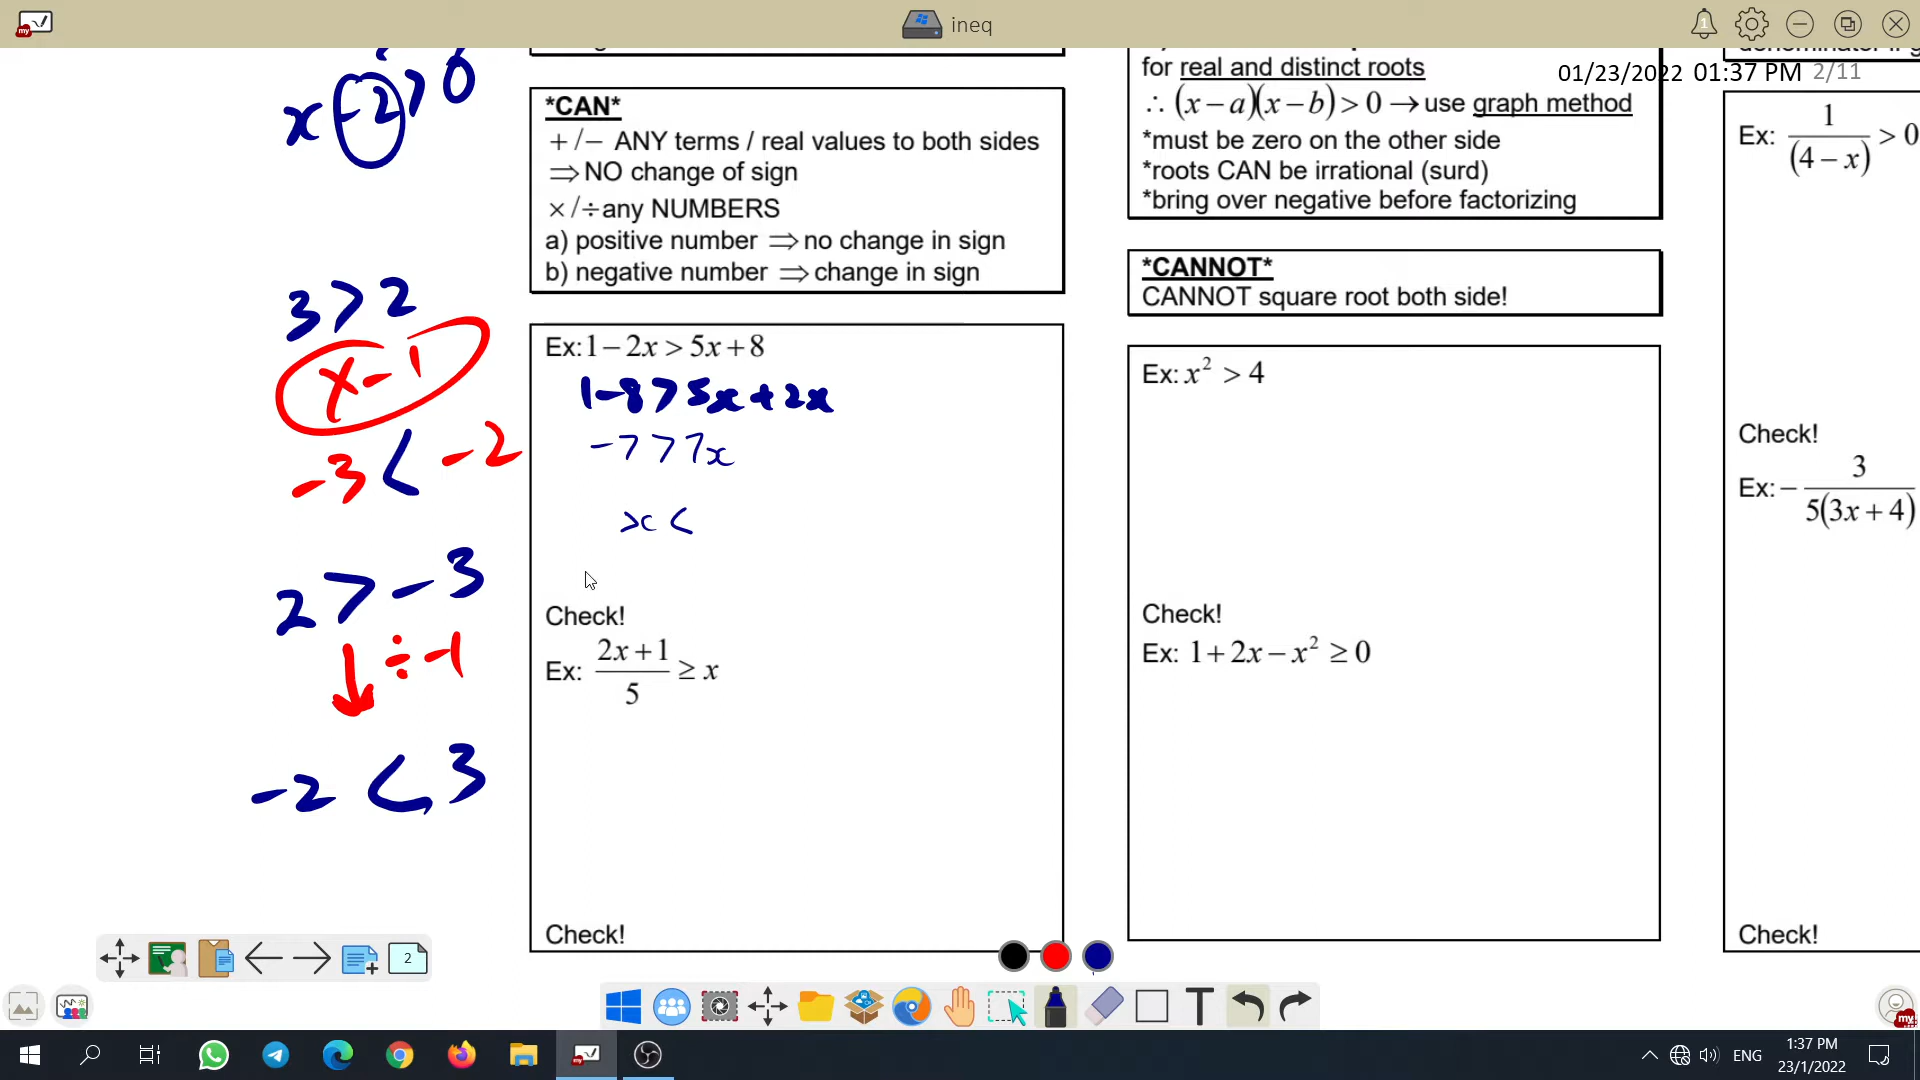 ineq
1
01/23/2022 01:37 PM 2/11
x - 2 > 0
3 > 2
x - 1
-3 < -2
2 > -3
÷ -1
-2 < 3
*CAN*
+/− ANY terms / real values to both sides
⇒ NO change of sign
×/÷ any NUMBERS
a) positive number ⇒ no change in sign
b) negative number ⇒ change in sign
Ex: 1 − 2x > 5x + 8
1 - 8 > 5x + 2x
-7 > 7x
x <
Check!
Ex: (2x + 1)/5 ≥ x
Check!
for real and distinct roots
∴ (x − a)(x − b) > 0 → use graph method
*must be zero on the other side
*roots CAN be irrational (surd)
*bring over negative before factorizing
*CANNOT*
CANNOT square root both side!
Ex: x² > 4
Check!
Ex: 1 + 2x − x² ≥ 0
Ex: 1/(4 − x) > 0
Check!
Ex: − 3/5(3x + 4)
Check!
2
T
my
ENG
1:37 PM
23/1/2022